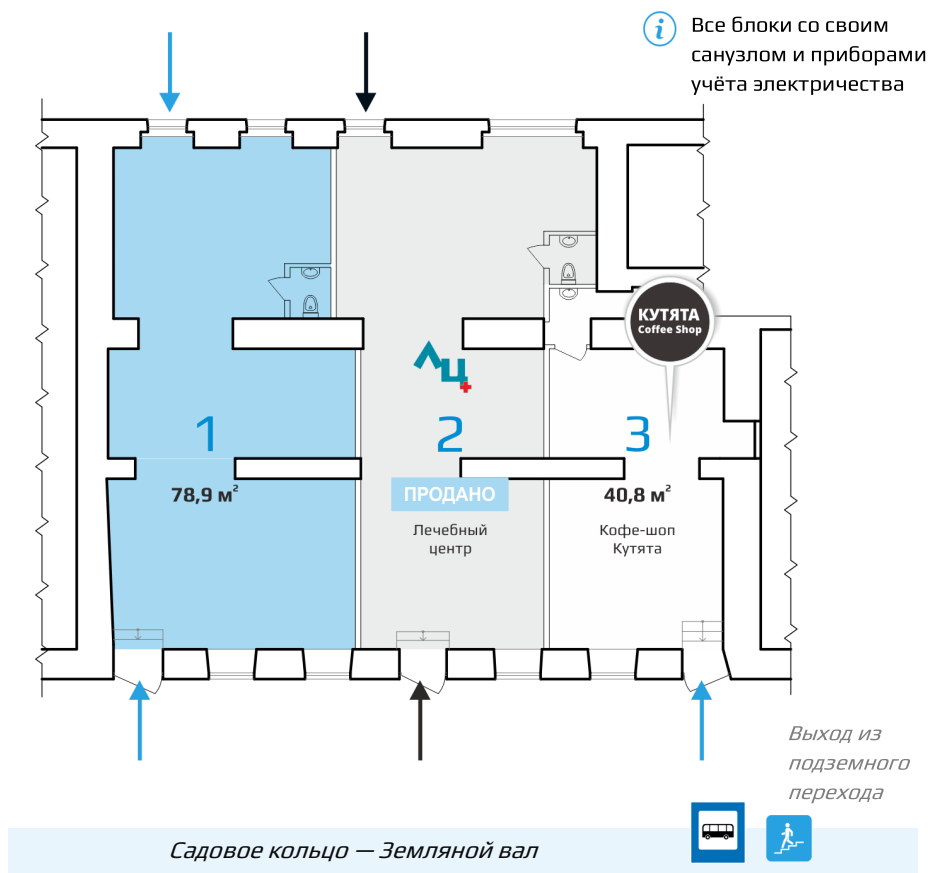 Все блоки со своим
санузлом и приборами
учёта электричества
КУТЯТА
Coffee Shop
ЛЦ
1
78,9 м²
2
ПРОДАНО
Лечебный
центр
3
40,8 м²
Кофе-шоп
Кутята
Выход из
подземного
перехода
Садовое кольцо — Земляной вал